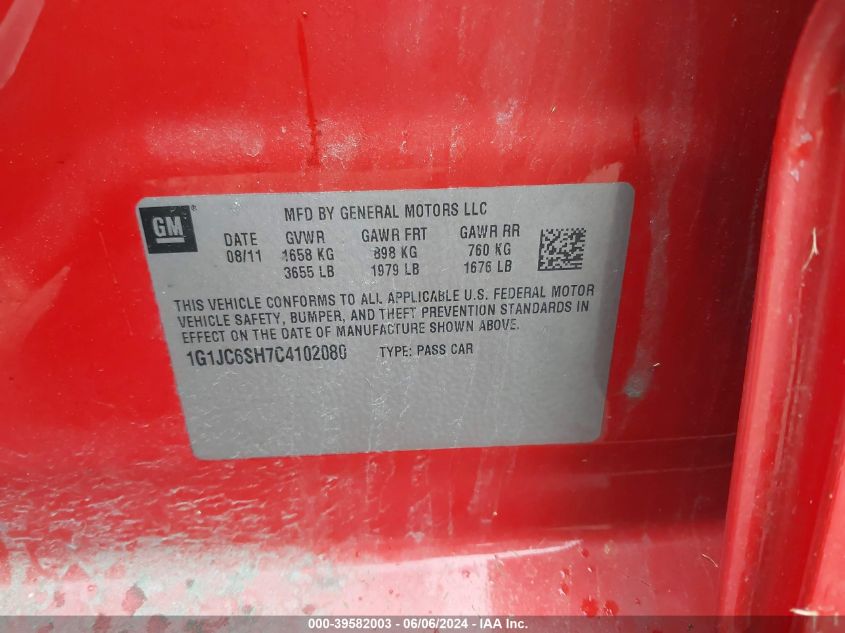 GM
MFD BY GENERAL MOTORS LLC
DATE GVWR GAWR FRT GAWR RR
08/11 1658 KG 898 KG 760 KG
3655 LB 1979 LB 1676 LB
THIS VEHICLE CONFORMS TO ALL APPLICABLE U.S. FEDERAL MOTOR
VEHICLE SAFETY, BUMPER, AND THEFT PREVENTION STANDARDS IN
EFFECT ON THE DATE OF MANUFACTURE SHOWN ABOVE.
1G1JC6SH7C4102080 TYPE: PASS CAR
000-39582003 - 06/06/2024 - IAA Inc.